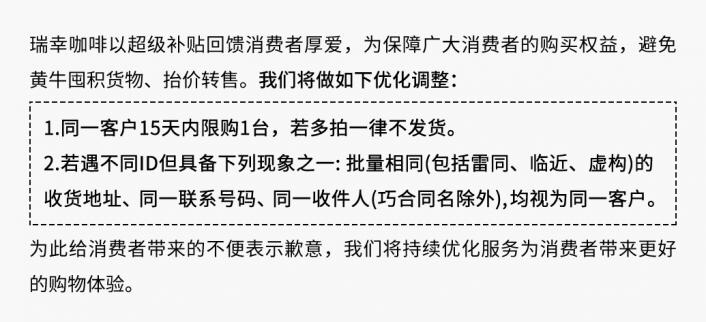 瑞幸咖啡以超级补贴回馈消费者厚爱，为保障广大消费者的购买权益，避免
黄牛囤积货物、抬价转售。我们将做如下优化调整：
1.同一客户15天内限购1台，若多拍一律不发货。
2.若遇不同ID但具备下列现象之一: 批量相同(包括雷同、临近、虚构)的
收货地址、同一联系号码、同一收件人(巧合同名除外),均视为同一客户。
为此给消费者带来的不便表示歉意，我们将持续优化服务为消费者带来更好
的购物体验。